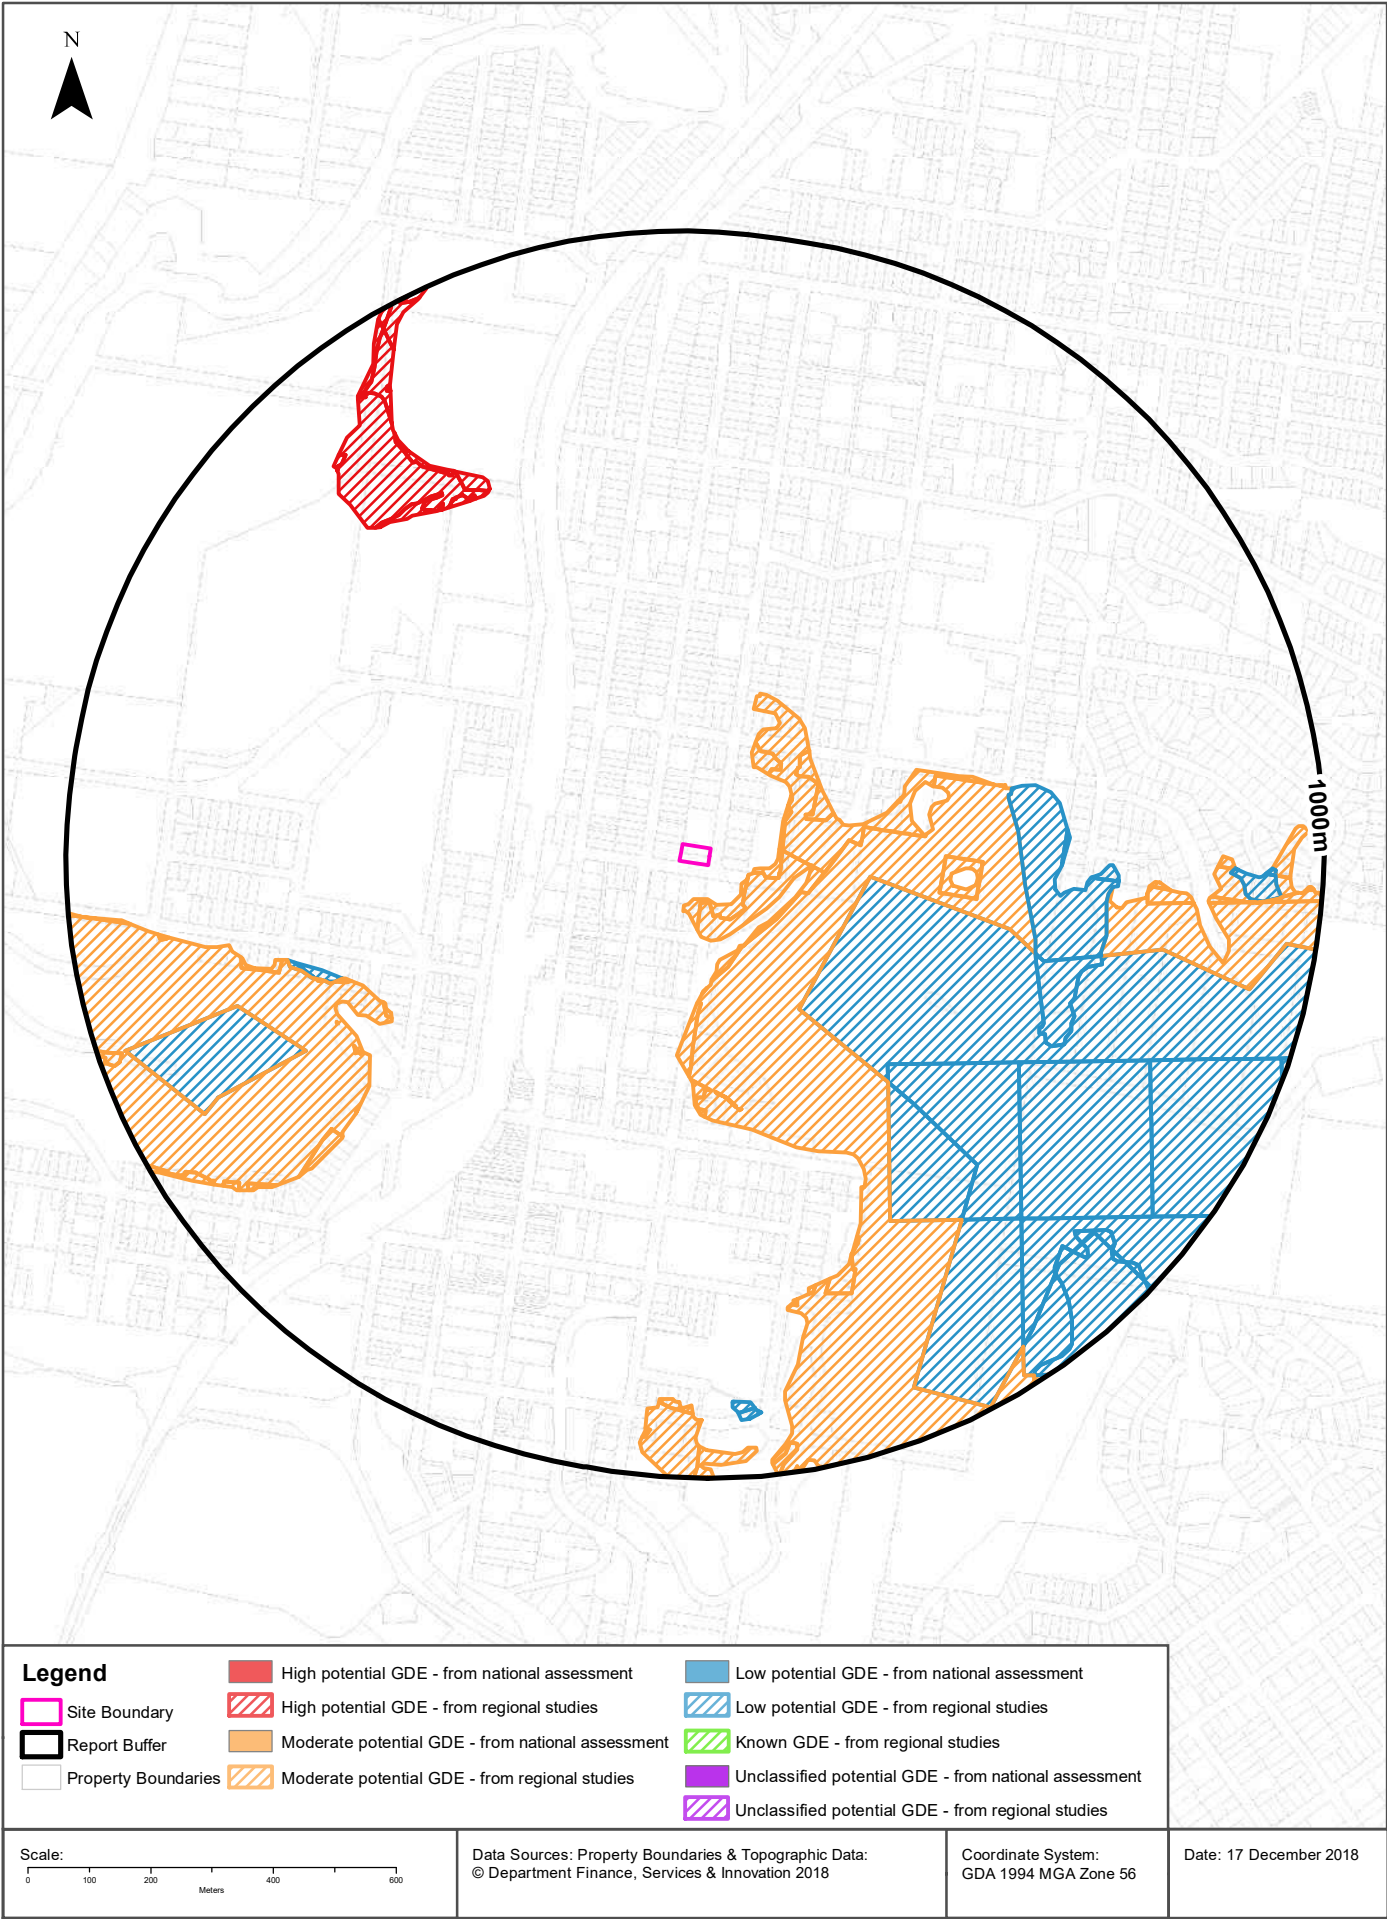 N
1000m
Legend
Site Boundary
Report Buffer
Property Boundaries
High potential GDE - from national assessment
High potential GDE - from regional studies
Moderate potential GDE - from national assessment
Moderate potential GDE - from regional studies
Low potential GDE - from national assessment
Low potential GDE - from regional studies
Known GDE - from regional studies
Unclassified potential GDE - from national assessment
Unclassified potential GDE - from regional studies
Scale:
0 100 200 400 600
Meters
Data Sources: Property Boundaries & Topographic Data:
© Department Finance, Services & Innovation 2018
Coordinate System:
GDA 1994 MGA Zone 56
Date: 17 December 2018